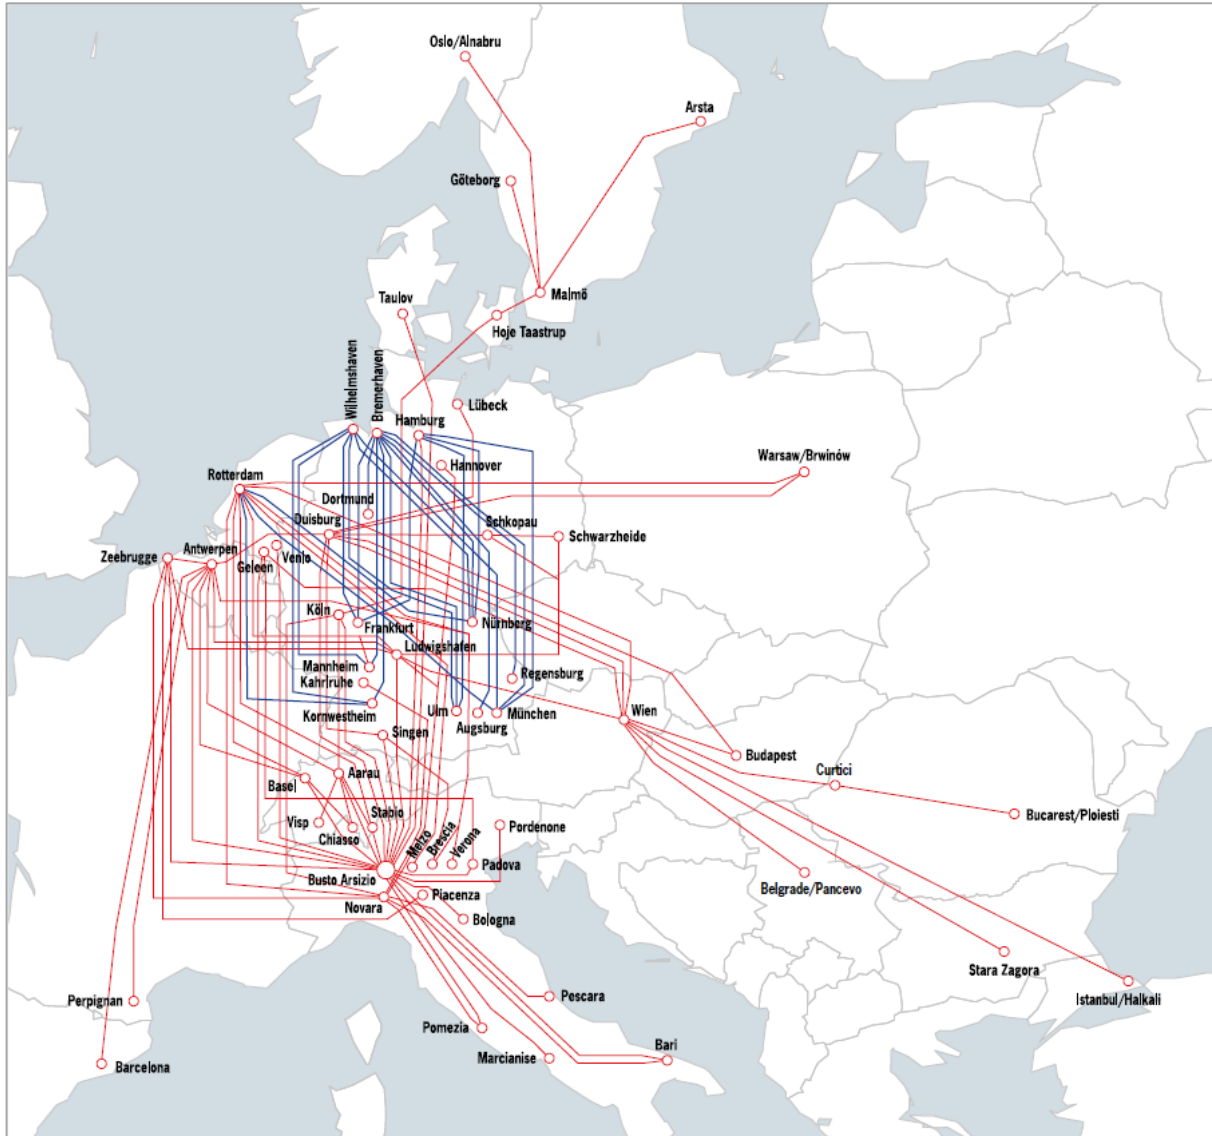 Oslo/Alnabru
Arsta
Göteborg
Malmö
Taulov
Hoje Taastrup
Wilhelmshaven
Bremerhaven
Hamburg
Lübeck
Hannover
Warsaw/Brwinów
Rotterdam
Dortmund
Duisburg
Schkopau
Schwarzheide
Zeebrugge
Antwerpen
Venlo
Geleen
Köln
Frankfurt
Nürnberg
Ludwigshafen
Mannheim
Kahrlruhe
Regensburg
Kornwestheim
Ulm
Augsburg
München
Wien
Singen
Budapest
Curtici
Basel
Aarau
Stabio
Bucarest/Ploiesti
Visp
Chiasso
Melzo
Brescia
Verona
Pordenone
Padova
Busto Arsizio
Belgrade/Pancevo
Novara
Piacenza
Bologna
Stara Zagora
Istanbul/Halkali
Perpignan
Pescara
Pomezia
Marcianise
Bari
Barcelona